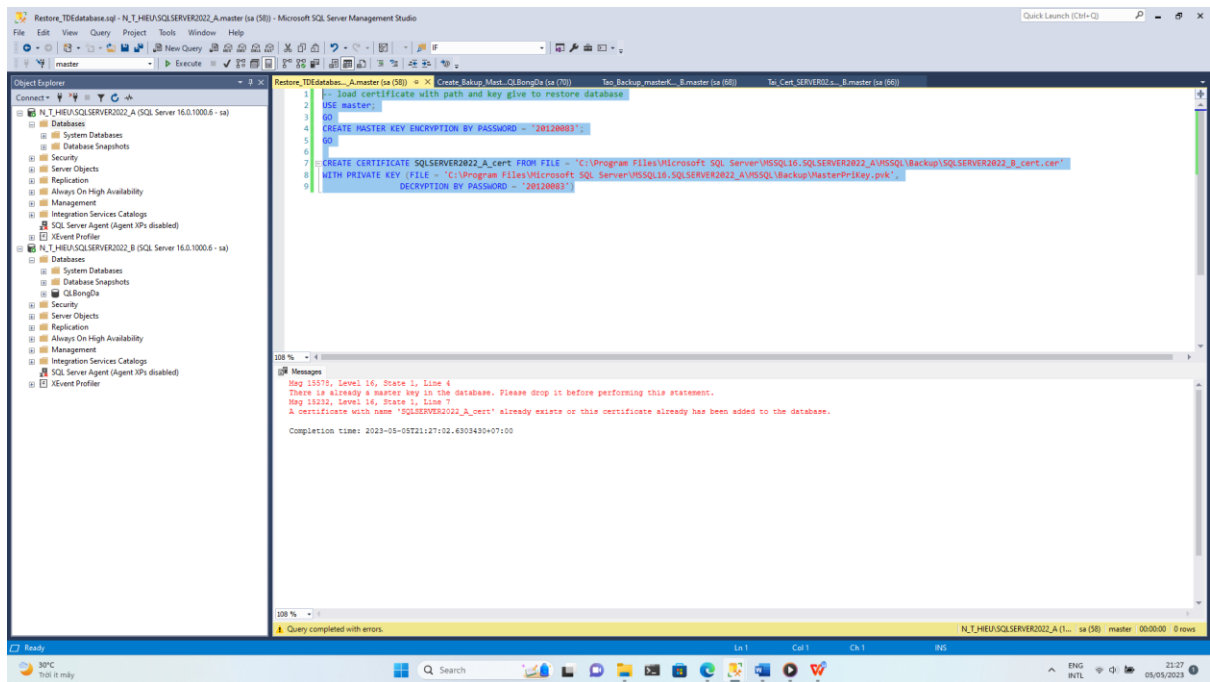 Restore_TDEdatabase.sql - N_T_HIEU\SQLSERVER2022_A.master (sa (58)) - Microsoft SQL Server Management Studio
Quick Launch (Ctrl+Q)
File Edit View Query Project Tools Window Help
New Query
IF
master
Execute
Object Explorer
Restore_TDEdatabas..._A.master (sa (58))
Create_Bakup_Mast...QLBongDa (sa (70))
Tao_Backup_masterK..._B.master (sa (68))
Tai_Cert_SERVER02.s..._B.master (sa (66))
Connect
N_T_HIEU\SQLSERVER2022_A (SQL Server 16.0.1000.6 - sa)
Databases
System Databases
Database Snapshots
Security
Server Objects
Replication
Always On High Availability
Management
Integration Services Catalogs
SQL Server Agent (Agent XPs disabled)
XEvent Profiler
N_T_HIEU\SQLSERVER2022_B (SQL Server 16.0.1000.6 - sa)
Databases
System Databases
Database Snapshots
QLBongDa
Security
Server Objects
Replication
Always On High Availability
Management
Integration Services Catalogs
SQL Server Agent (Agent XPs disabled)
XEvent Profiler
1 -- load certificate with path and key give to restore database
2 USE master;
3 GO
4 CREATE MASTER KEY ENCRYPTION BY PASSWORD = '20120083';
5 GO
6
7 CREATE CERTIFICATE SQLSERVER2022_A_cert FROM FILE = 'C:\Program Files\Microsoft SQL Server\MSSQL16.SQLSERVER2022_A\MSSQL\Backup\SQLSERVER2022_B_cert.cer'
8 WITH PRIVATE KEY (FILE = 'C:\Program Files\Microsoft SQL Server\MSSQL16.SQLSERVER2022_A\MSSQL\Backup\MasterPriKey.pvk',
9 DECRYPTION BY PASSWORD = '20120083')
108 %
Messages
Msg 15578, Level 16, State 1, Line 4
There is already a master key in the database. Please drop it before performing this statement.
Msg 15232, Level 16, State 1, Line 7
A certificate with name 'SQLSERVER2022_A_cert' already exists or this certificate already has been added to the database.
Completion time: 2023-05-05T21:27:02.6303430+07:00
108 %
Query completed with errors.
N_T_HIEU\SQLSERVER2022_A (1... sa (58) master 00:00:00 0 rows
Ready
Ln 1 Col 1 Ch 1 INS
30°C
Trời ít mây
Search
ENG
INTL
21:27
05/05/2023